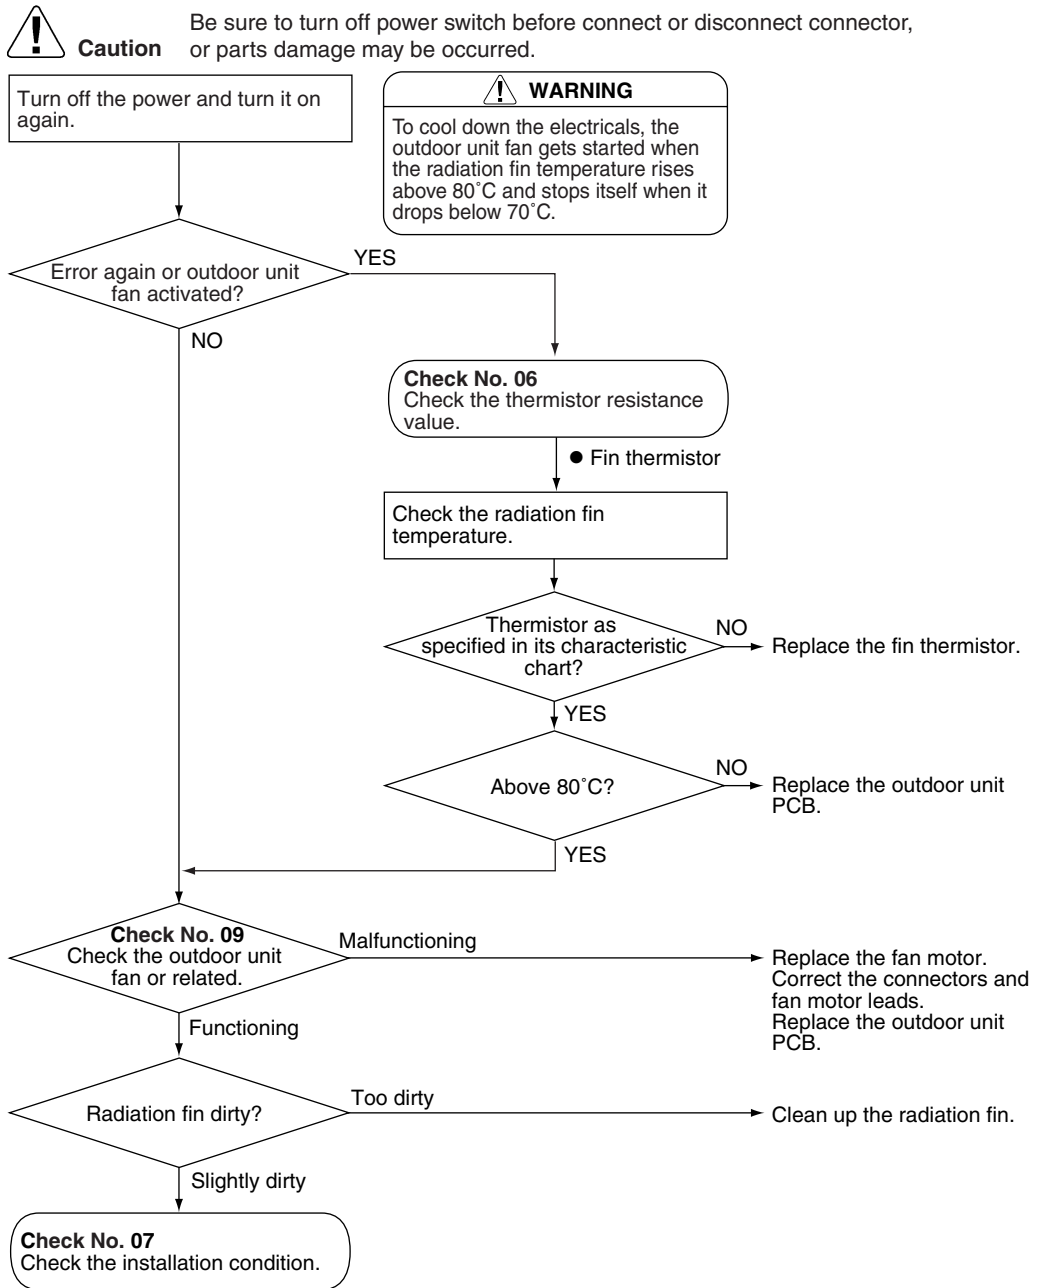 Be sure to turn off power switch before connect or disconnect connector,
Caution or parts damage may be occurred.
Turn off the power and turn it on
again.
WARNING
To cool down the electricals, the
outdoor unit fan gets started when
the radiation fin temperature rises
above 80˚C and stops itself when it
drops below 70˚C.
Error again or outdoor unit
fan activated?
YES
NO
Check No. 06
Check the thermistor resistance
value.
● Fin thermistor
Check the radiation fin
temperature.
Thermistor as
specified in its characteristic
chart?
NO
Replace the fin thermistor.
YES
Above 80˚C?
NO
Replace the outdoor unit
PCB.
YES
Check No. 09
Check the outdoor unit
fan or related.
Malfunctioning
Replace the fan motor.
Correct the connectors and
fan motor leads.
Replace the outdoor unit
PCB.
Functioning
Radiation fin dirty?
Too dirty
Clean up the radiation fin.
Slightly dirty
Check No. 07
Check the installation condition.